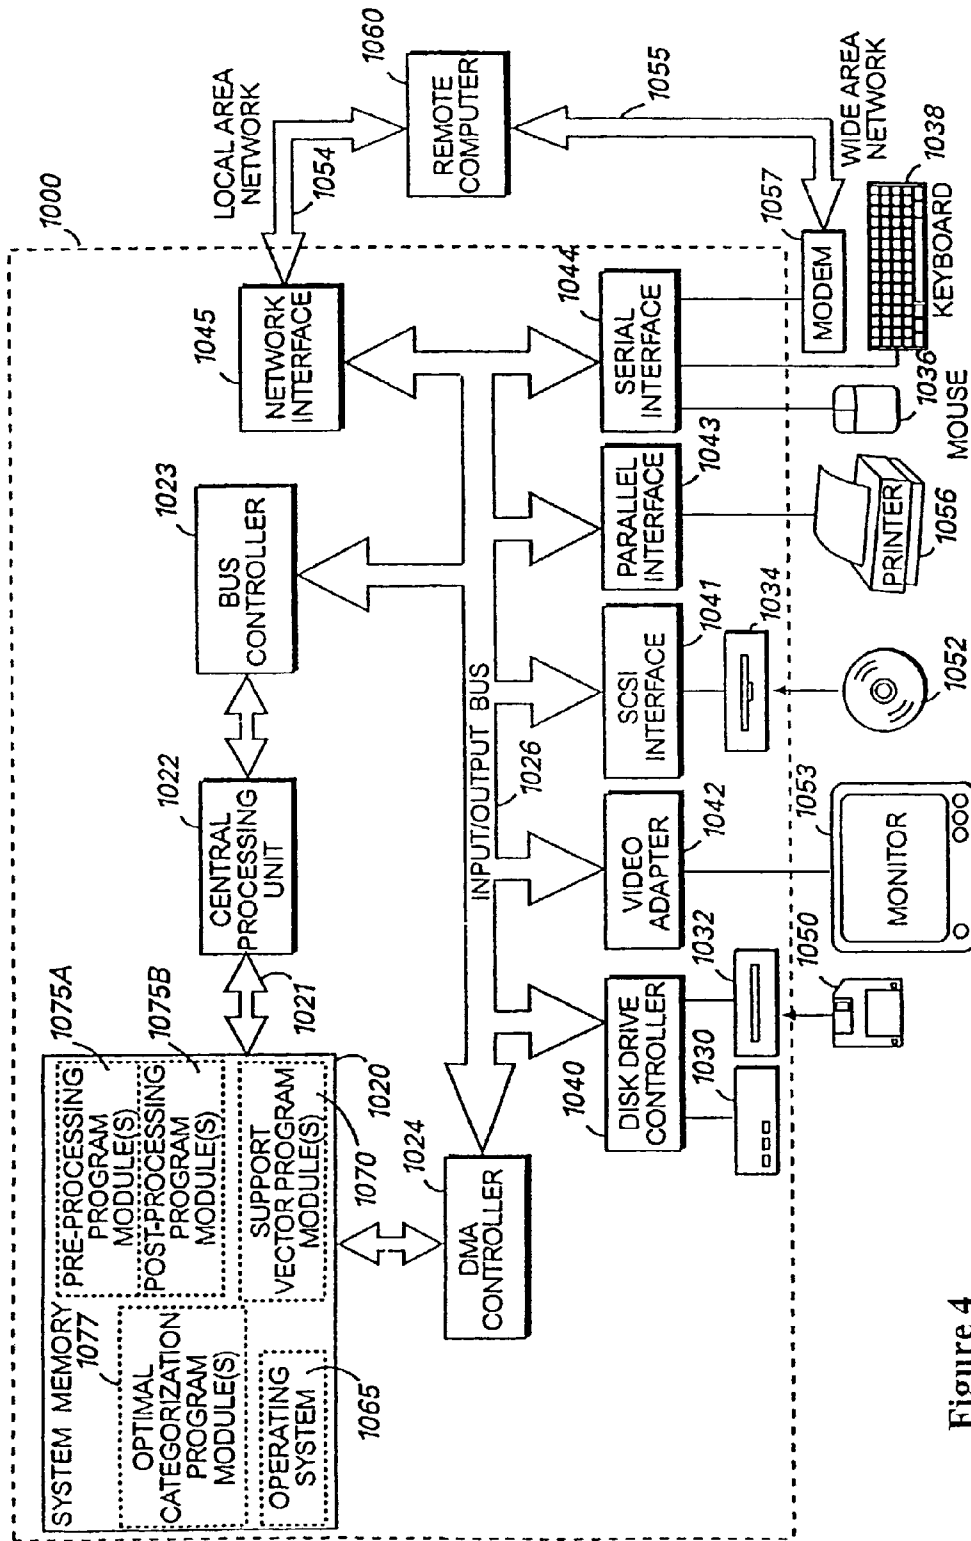 1000
SYSTEM MEMORY
1077
OPTIMAL
CATEGORIZATION
PROGRAM
MODULE(S)
OPERATING
SYSTEM
1065
PRE-PROCESSING
PROGRAM
MODULE(S)
1075A
POST-PROCESSING
PROGRAM
MODULE(S)
1075B
SUPPORT
VECTOR PROGRAM
MODULE(S)
1070
1020
1021
CENTRAL
PROCESSING
UNIT
1022
BUS
CONTROLLER
1023
NETWORK
INTERFACE
1045
LOCAL AREA
NETWORK
1054
REMOTE
COMPUTER
1060
1055
WIDE AREA
NETWORK
DMA
CONTROLLER
1024
INPUT/OUTPUT BUS
1026
DISK DRIVE
CONTROLLER
1040
VIDEO
ADAPTER
1042
SCSI
INTERFACE
1041
PARALLEL
INTERFACE
1043
SERIAL
INTERFACE
1044
1030
1032
1034
MODEM
1057
1050
MONITOR
1053
1052
PRINTER
1056
MOUSE
1036
KEYBOARD
1038
Figure 4